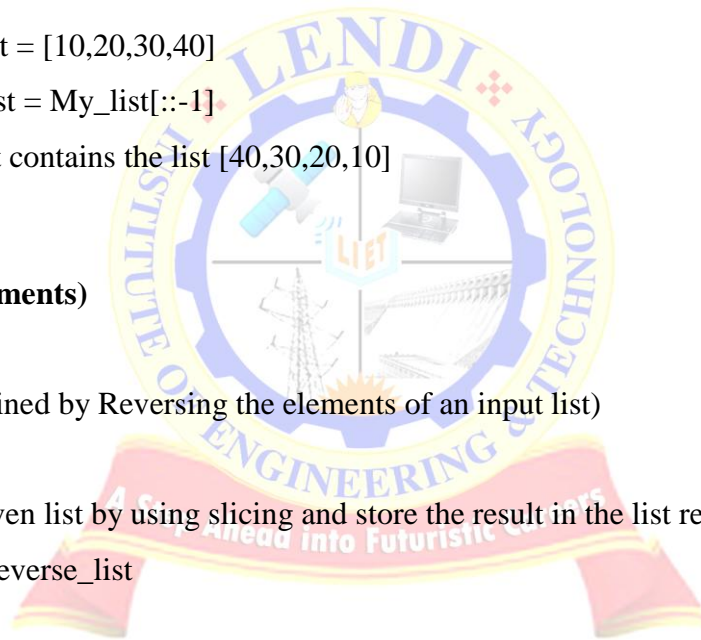 t = [10,20,30,40]
st = My_list[::-1]
t contains the list [40,30,20,10]
ments)
ined by Reversing the elements of an input list)
ven list by using slicing and store the result in the list re
everse_list
LENDI
INSTITUTE OF ENGINEERING & TECHNOLOGY
LIET
A Step Ahead into Futuristic Careers